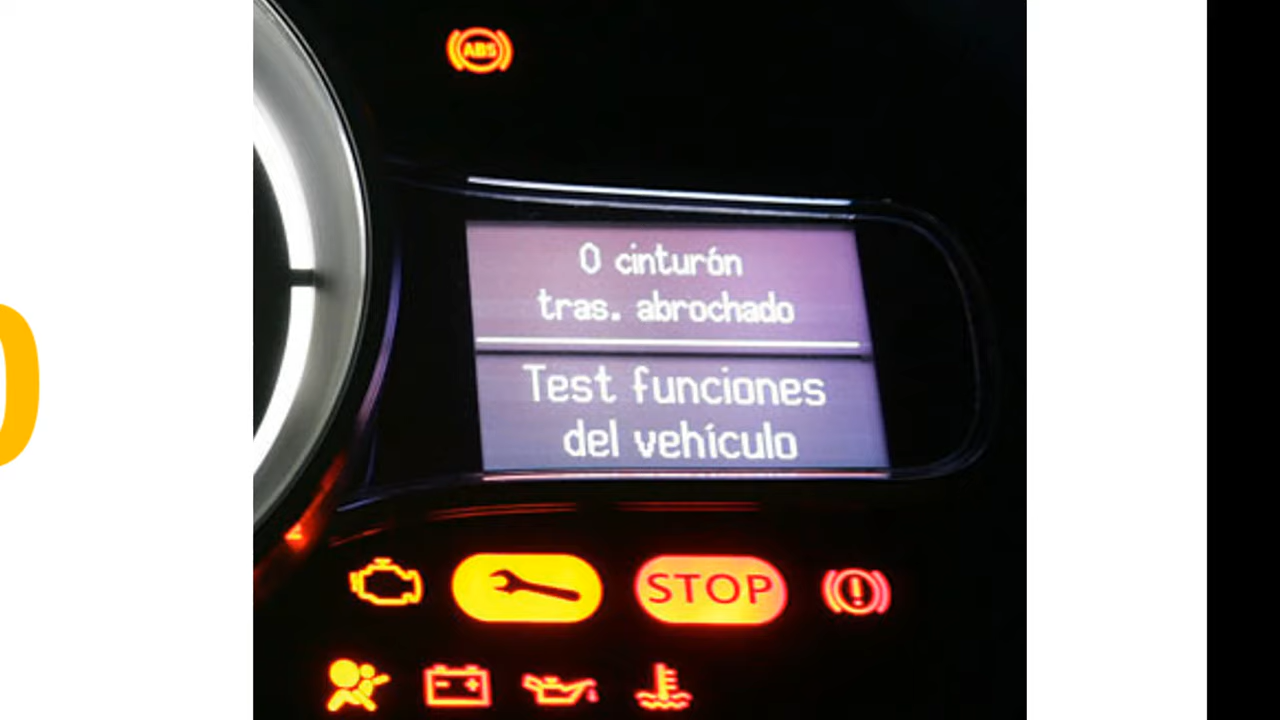 ABS
0 cinturón
tras. abrochado
Test funciones
del vehículo
STOP